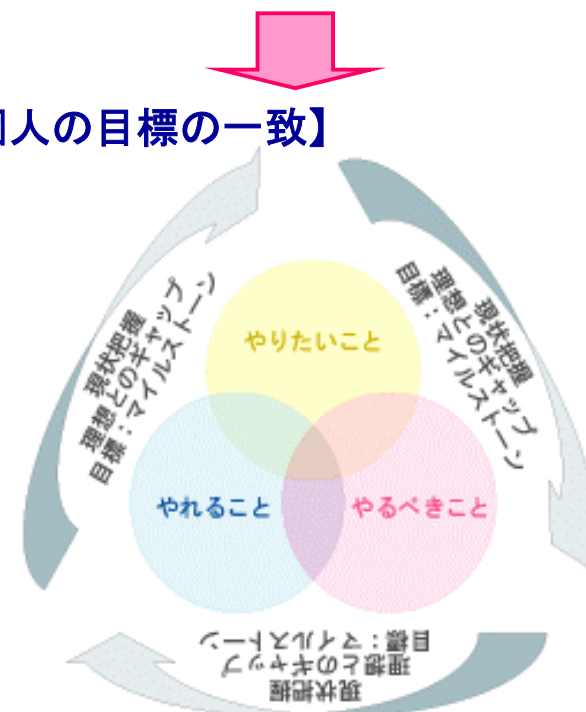 人の目標の一致】
現状把握
理想とのギャップ
目標：マイルストーン
現状把握
理想とのギャップ
目標：マイルストーン
やりたいこと
やれること
やるべきこと
現状把握
理想とのギャップ
目標：マイルストーン